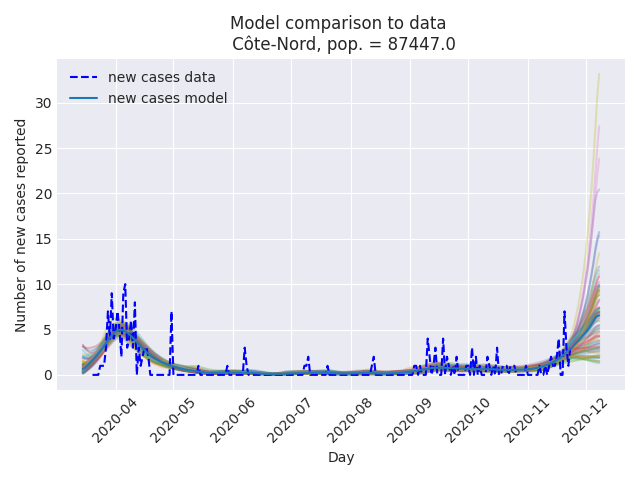 Model comparison to data
Côte-Nord, pop. = 87447.0
new cases data
new cases model
Number of new cases reported
30
25
20
15
10
5
0
2020-04
2020-05
2020-06
2020-07
2020-08
2020-09
2020-10
2020-11
2020-12
Day